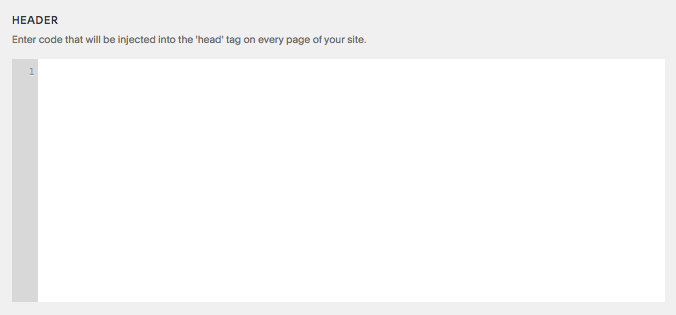 HEADER
Enter code that will be injected into the 'head' tag on every page of your site.
1